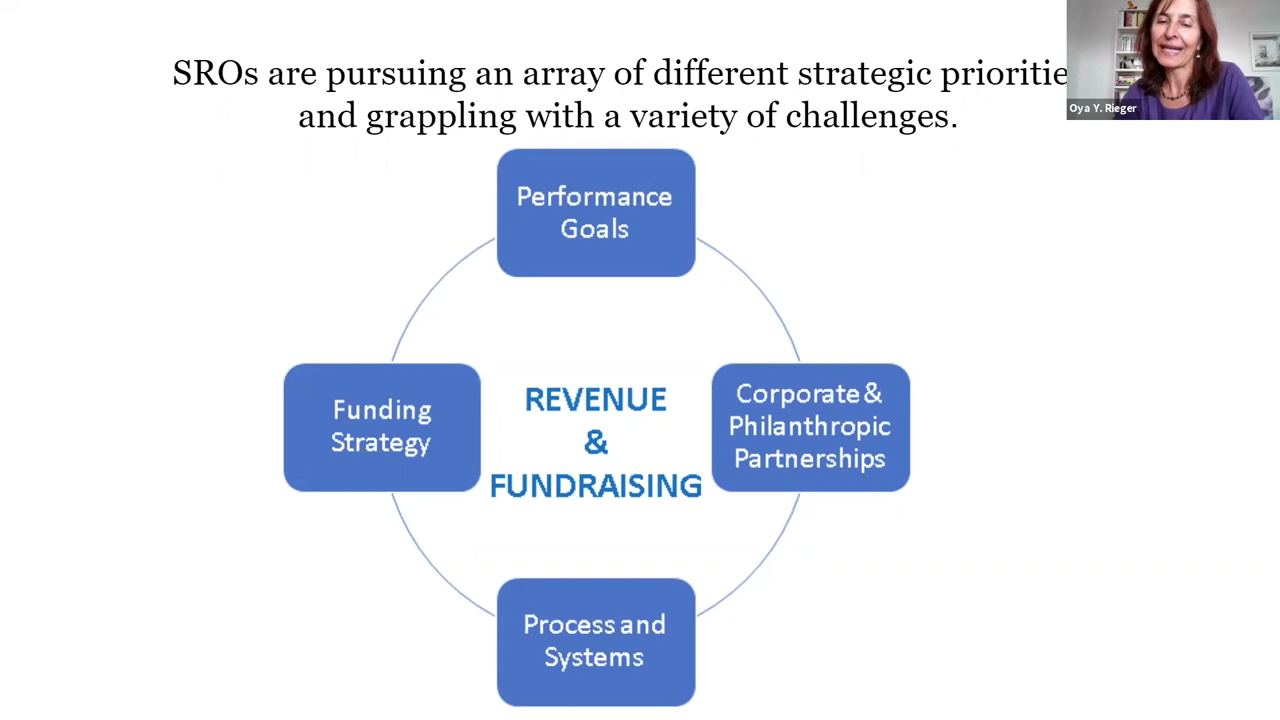 SROs are pursuing an array of different strategic prioritie
and grappling with a variety of challenges.
Oya Y. Rieger
Performance
Goals
Funding
Strategy
REVENUE
&
FUNDRAISING
Corporate &
Philanthropic
Partnerships
Process and
Systems